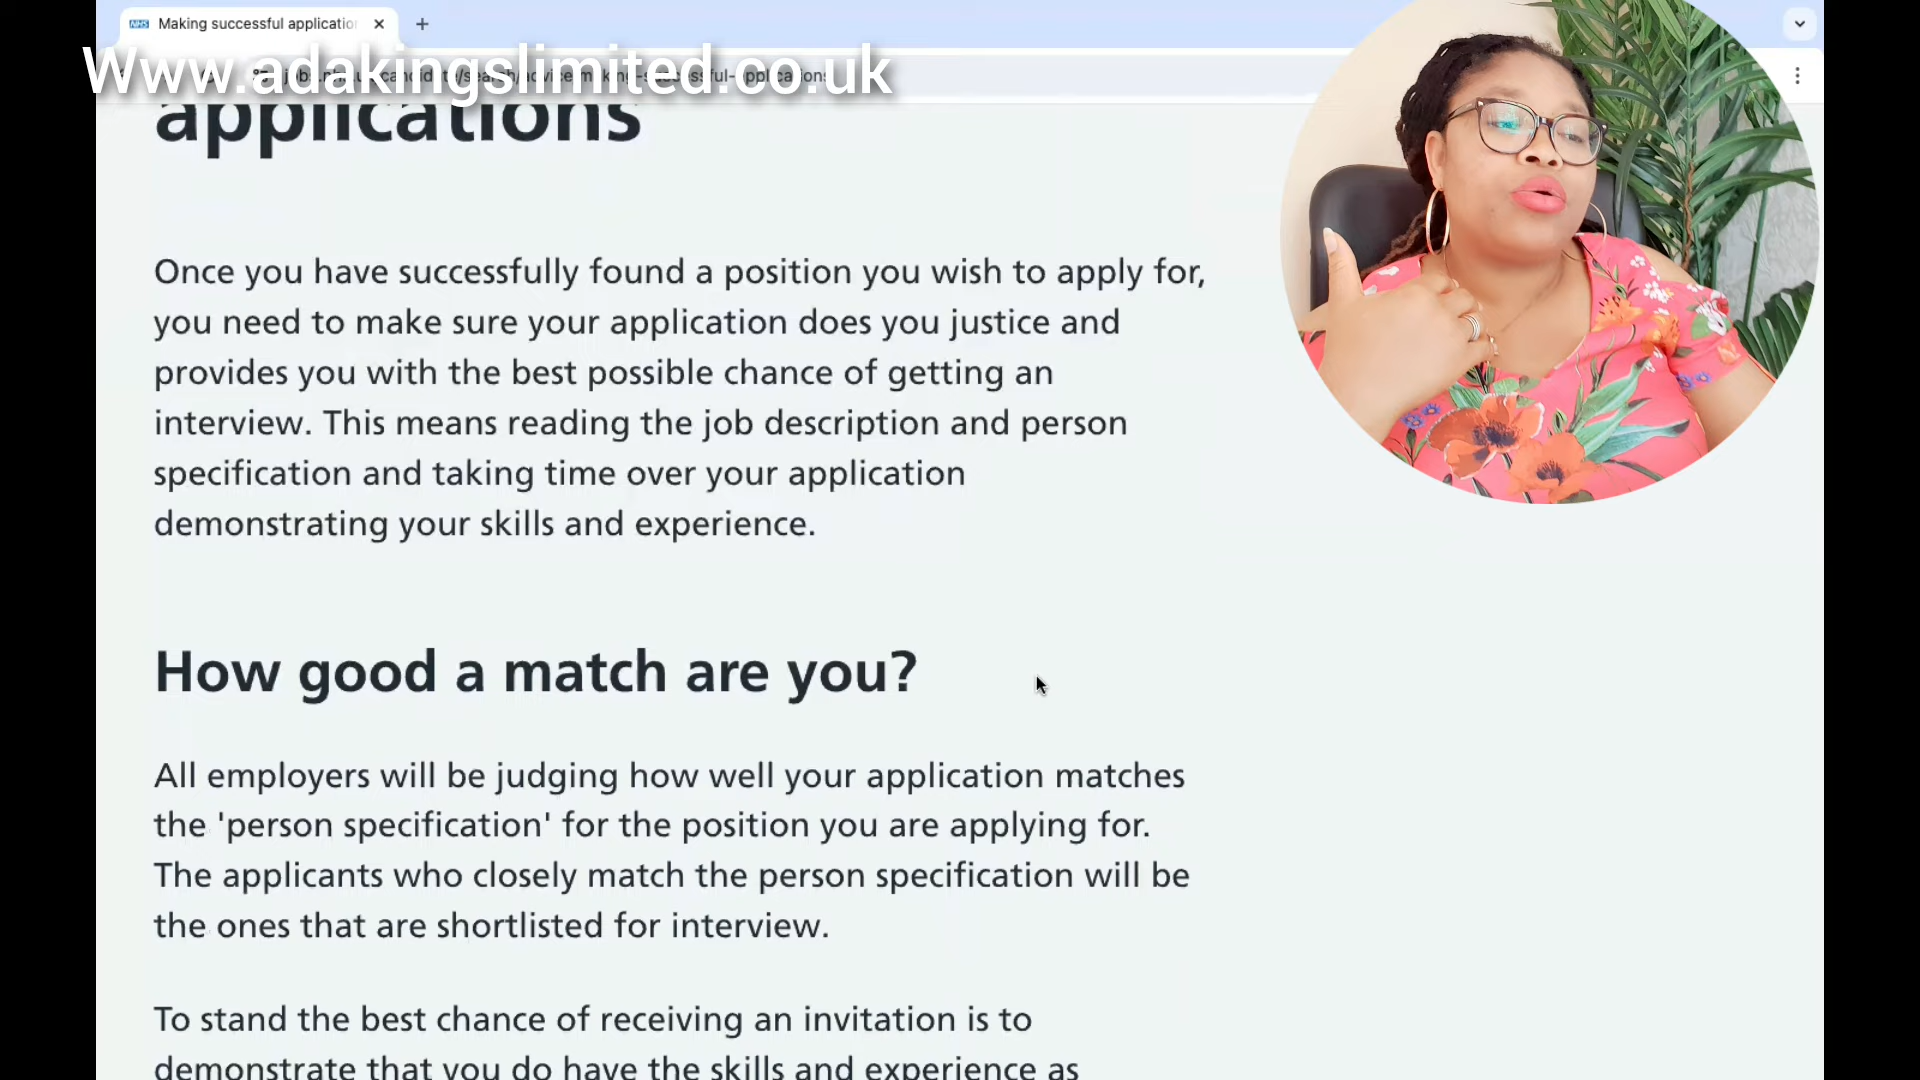 NHS Making successful applicatio
Www.adakingslimited.co.uk
applications
Once you have successfully found a position you wish to apply for,
you need to make sure your application does you justice and
provides you with the best possible chance of getting an
interview. This means reading the job description and person
specification and taking time over your application
demonstrating your skills and experience.
How good a match are you?
All employers will be judging how well your application matches
the 'person specification' for the position you are applying for.
The applicants who closely match the person specification will be
the ones that are shortlisted for interview.
To stand the best chance of receiving an invitation is to
demonstrate that you do have the skills and experience as